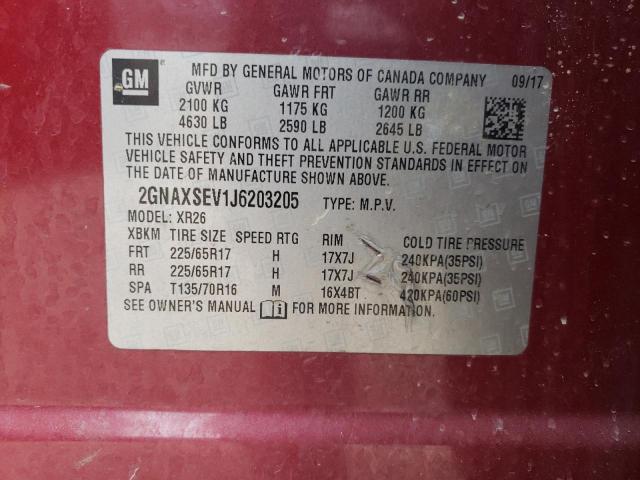 GM MFD BY GENERAL MOTORS OF CANADA COMPANY 09/17
GVWR GAWR FRT GAWR RR
2100 KG 1175 KG 1200 KG
4630 LB 2590 LB 2645 LB
THIS VEHICLE CONFORMS TO ALL APPLICABLE U.S. FEDERAL MOTOR
VEHICLE SAFETY AND THEFT PREVENTION STANDARDS IN EFFECT ON
THE DATE OF MANUFACTURE SHOWN ABOVE.
2GNAXSEV1J6203205 TYPE: M.P.V.
MODEL: XR26
XBKM TIRE SIZE SPEED RTG RIM COLD TIRE PRESSURE
FRT 225/65R17 H 17X7J 240KPA(35PSI)
RR 225/65R17 H 17X7J 240KPA(35PSI)
SPA T135/70R16 M 16X4BT 420KPA(60PSI)
SEE OWNER'S MANUAL FOR MORE INFORMATION.